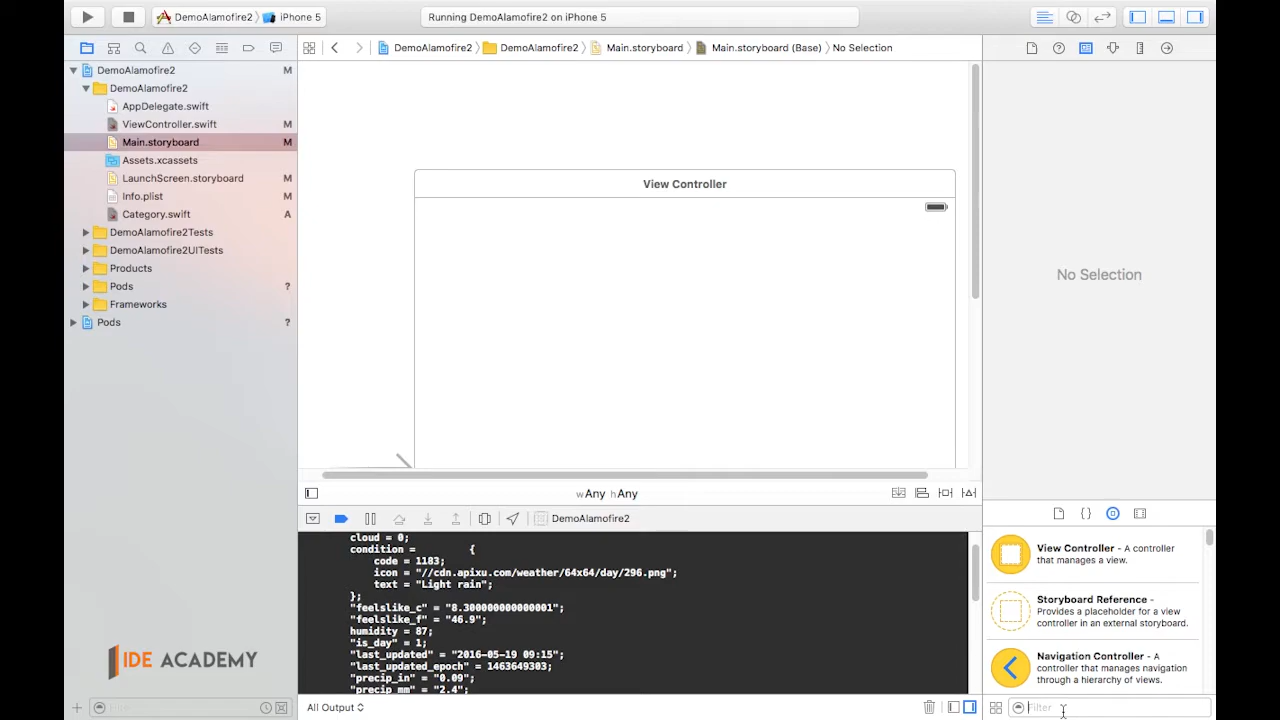 DemoAlamofire2 iPhone 5
Running DemoAlamofire2 on iPhone 5
DemoAlamofire2 DemoAlamofire2 Main.storyboard Main.storyboard (Base) No Selection
DemoAlamofire2 M
DemoAlamofire2
AppDelegate.swift
ViewController.swift M
Main.storyboard M
Assets.xcassets
LaunchScreen.storyboard M
Info.plist M
Category.swift A
DemoAlamofire2Tests
DemoAlamofire2UITests
Products
Pods ?
Frameworks
Pods ?
IDE ACADEMY
Filter
View Controller
wAny hAny
DemoAlamofire2
cloud = 0;
condition = {
code = 1183;
icon = "//cdn.apixu.com/weather/64x64/day/296.png";
text = "Light rain";
};
"feelslike_c" = "8.300000000000001";
"feelslike_f" = "46.9";
humidity = 87;
"is_day" = 1;
"last_updated" = "2016-05-19 09:15";
"last_updated_epoch" = 1463649303;
"precip_in" = "0.09";
"precip_mm" = "2.4";
All Output
No Selection
{ }
View Controller - A controller
that manages a view.
Storyboard Reference -
Provides a placeholder for a view
controller in an external storyboard.
Navigation Controller - A
controller that manages navigation
through a hierarchy of views.
Filter